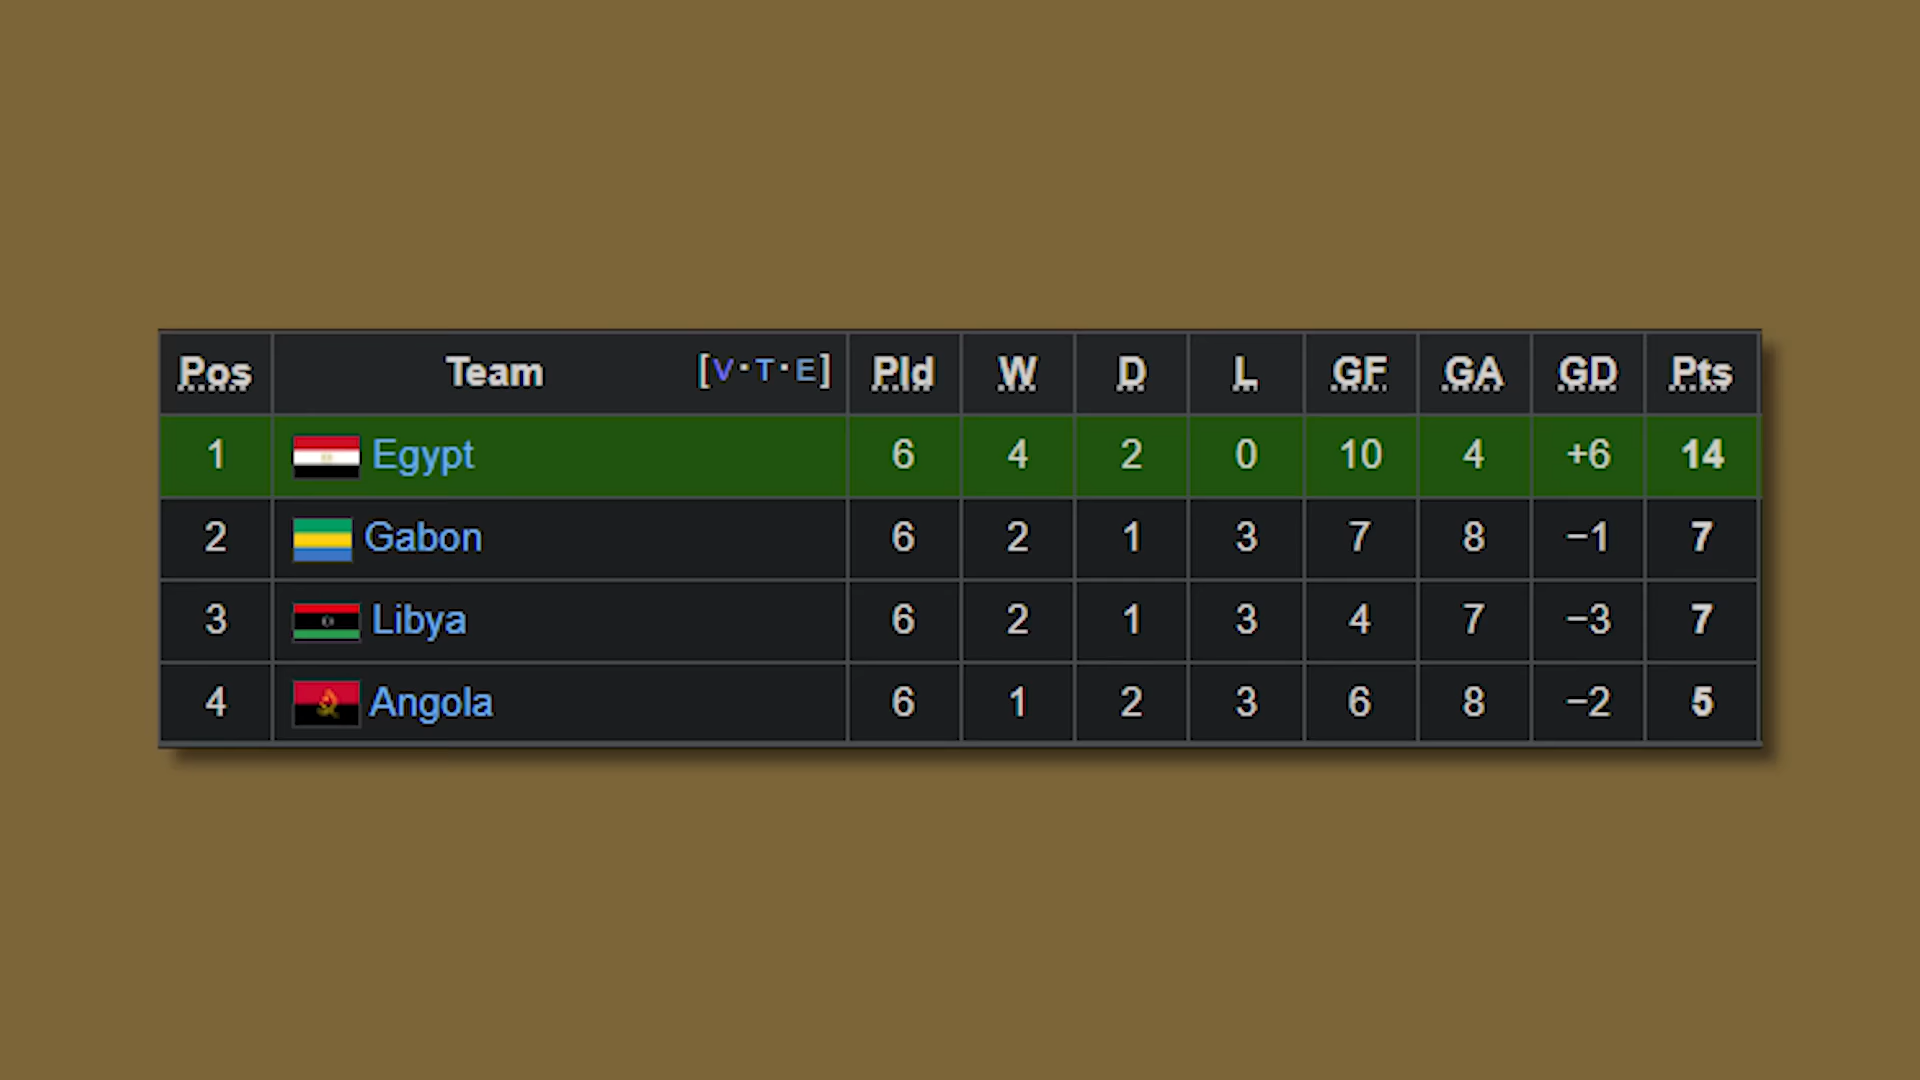 Pos Team [V·T·E] Pld W D L GF GA GD Pts
1 Egypt 6 4 2 0 10 4 +6 14
2 Gabon 6 2 1 3 7 8 −1 7
3 Libya 6 2 1 3 4 7 −3 7
4 Angola 6 1 2 3 6 8 −2 5